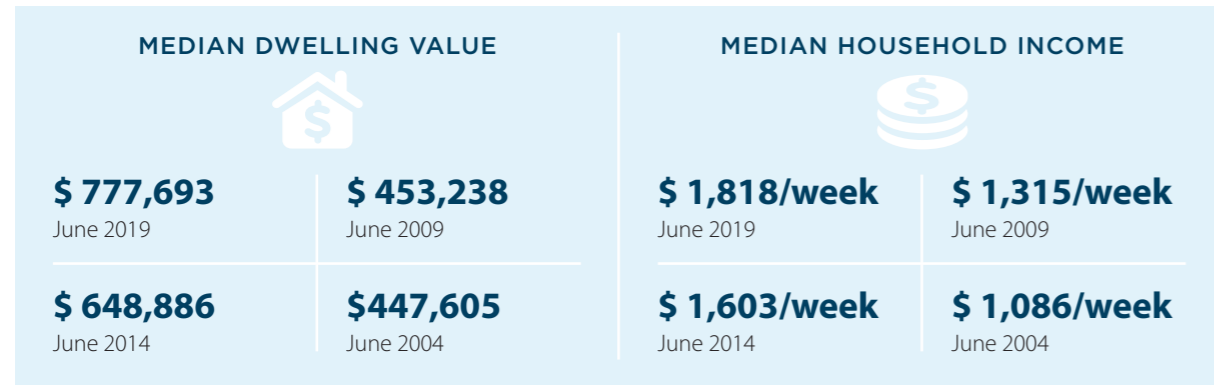 MEDIAN DWELLING VALUE
$
$ 777,693
June 2019
$ 453,238
June 2009
$ 648,886
June 2014
$447,605
June 2004
MEDIAN HOUSEHOLD INCOME
$
$ 1,818/week
June 2019
$ 1,315/week
June 2009
$ 1,603/week
June 2014
$ 1,086/week
June 2004